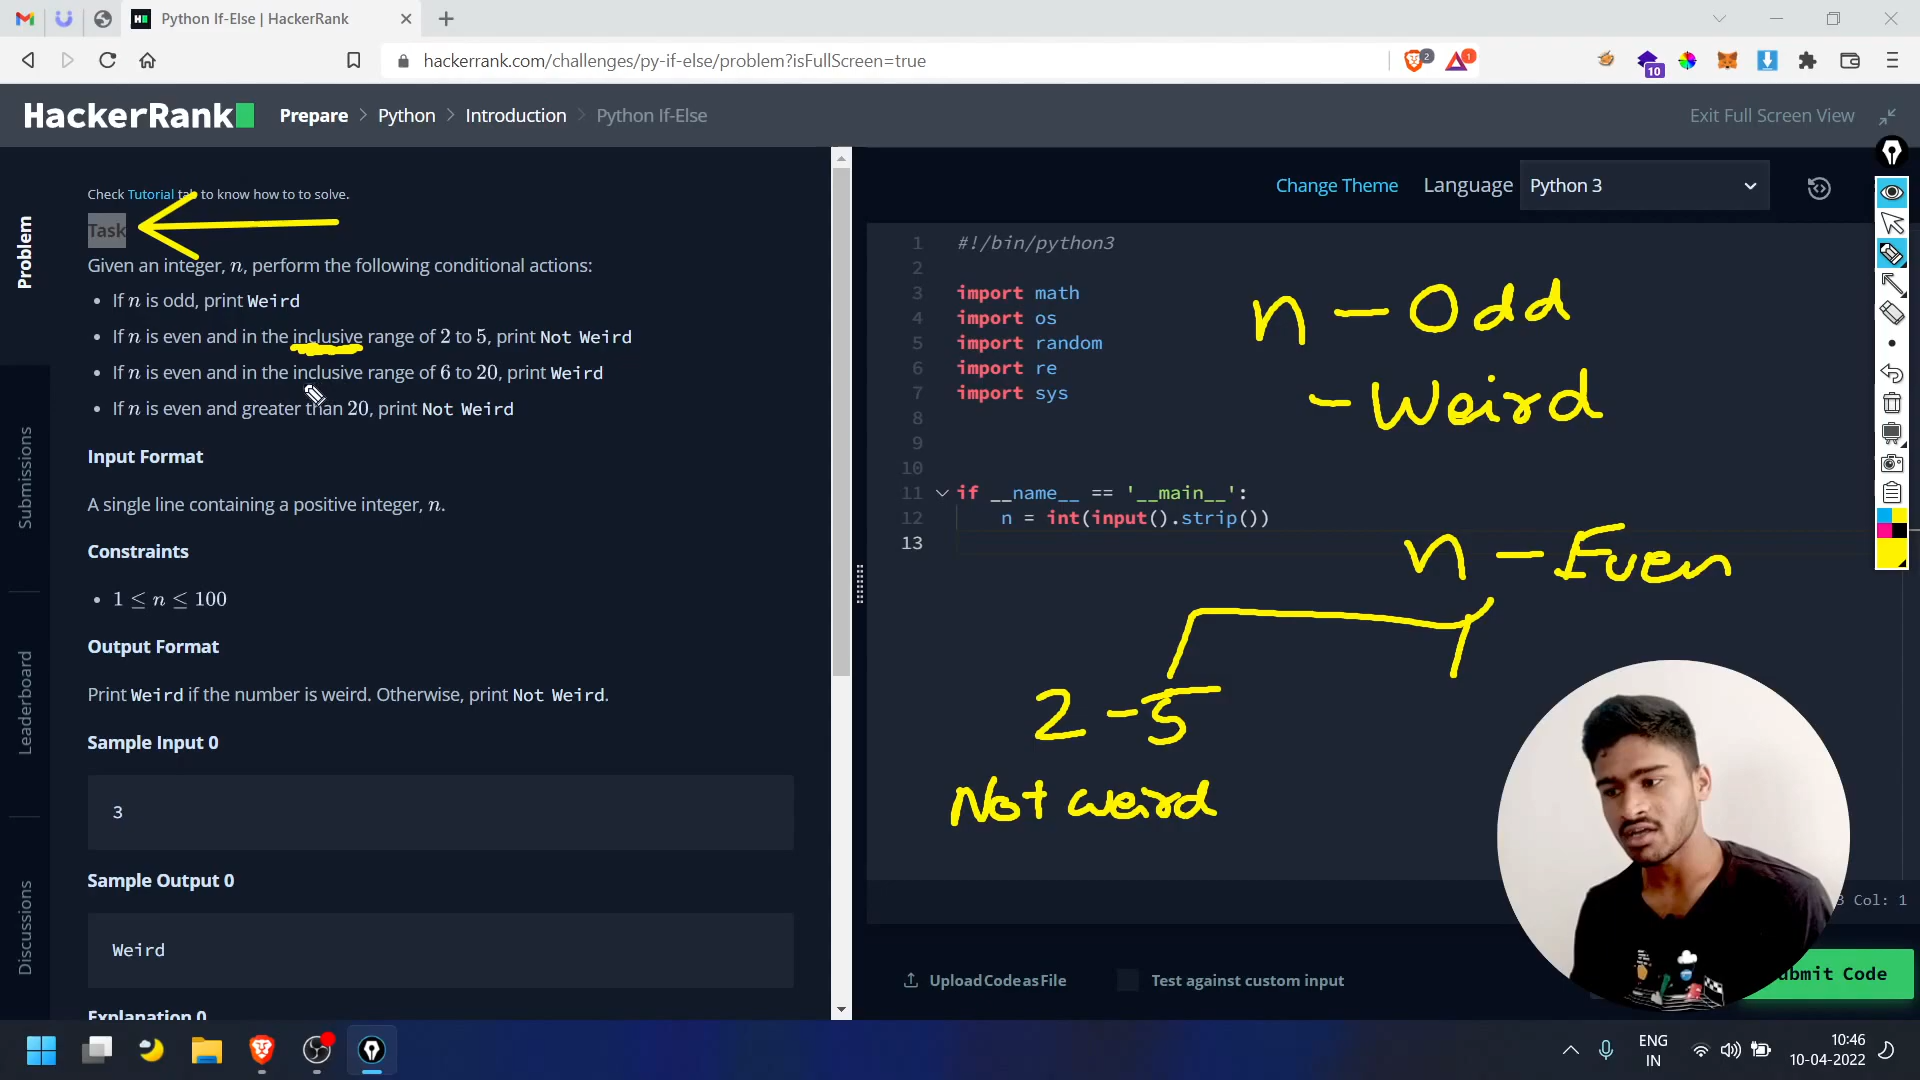 Python If-Else | HackerRank
hackerrank.com/challenges/py-if-else/problem?isFullScreen=true
2
1
10
HackerRank
Prepare > Python > Introduction > Python If-Else
Exit Full Screen View
Problem
Submissions
Leaderboard
Discussions
Check Tutorial tab to know how to to solve.
Task
Given an integer, n, perform the following conditional actions:
• If n is odd, print Weird
• If n is even and in the inclusive range of 2 to 5, print Not Weird
• If n is even and in the inclusive range of 6 to 20, print Weird
• If n is even and greater than 20, print Not Weird
Input Format
A single line containing a positive integer, n.
Constraints
• 1 ≤ n ≤ 100
Output Format
Print Weird if the number is weird. Otherwise, print Not Weird.
Sample Input 0
3
Sample Output 0
Weird
Explanation 0
Change Theme
Language
Python 3
1 #!/bin/python3
2
3 import math
4 import os
5 import random
6 import re
7 import sys
8
9
10
11 if __name__ == '__main__':
12 n = int(input().strip())
13
n - Odd
- Weird
n - Even
2 - 5
Not weird
3 Col: 1
Upload Code as File
Test against custom input
ubmit Code
ENG
IN
10:46
10-04-2022